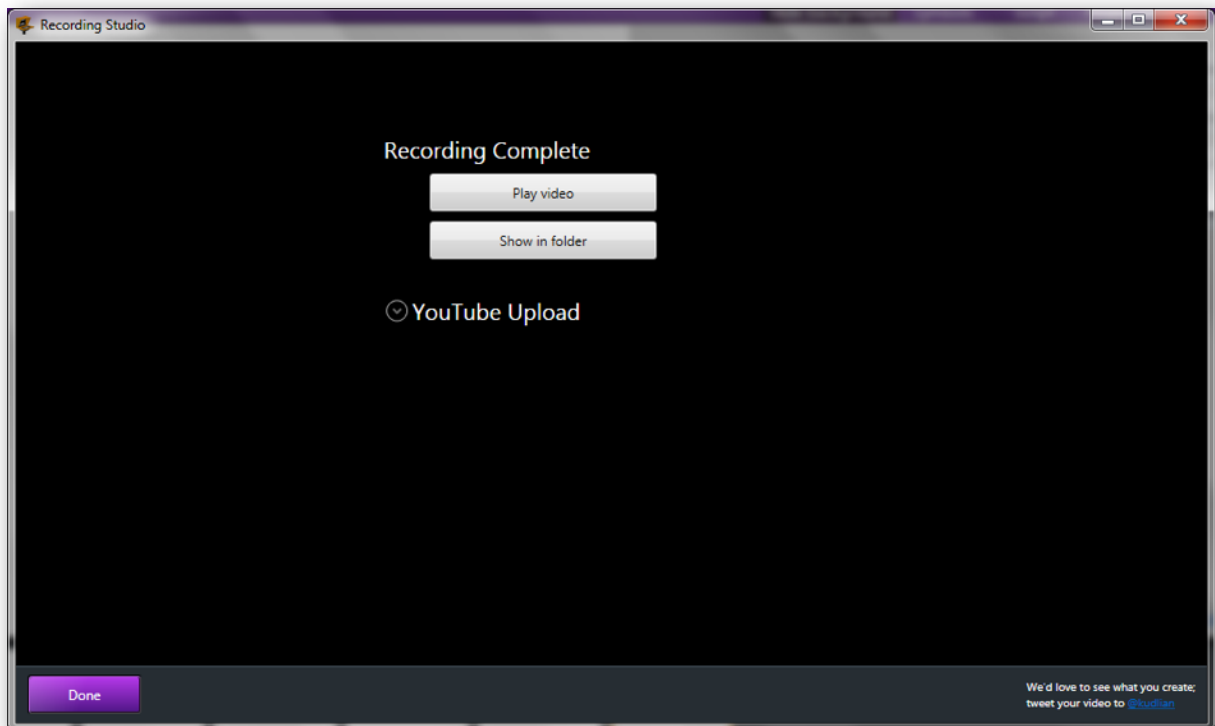 Recording Studio
Recording Complete
Play video
Show in folder
YouTube Upload
Done
We'd love to see what you create;
tweet your video to @kudlian